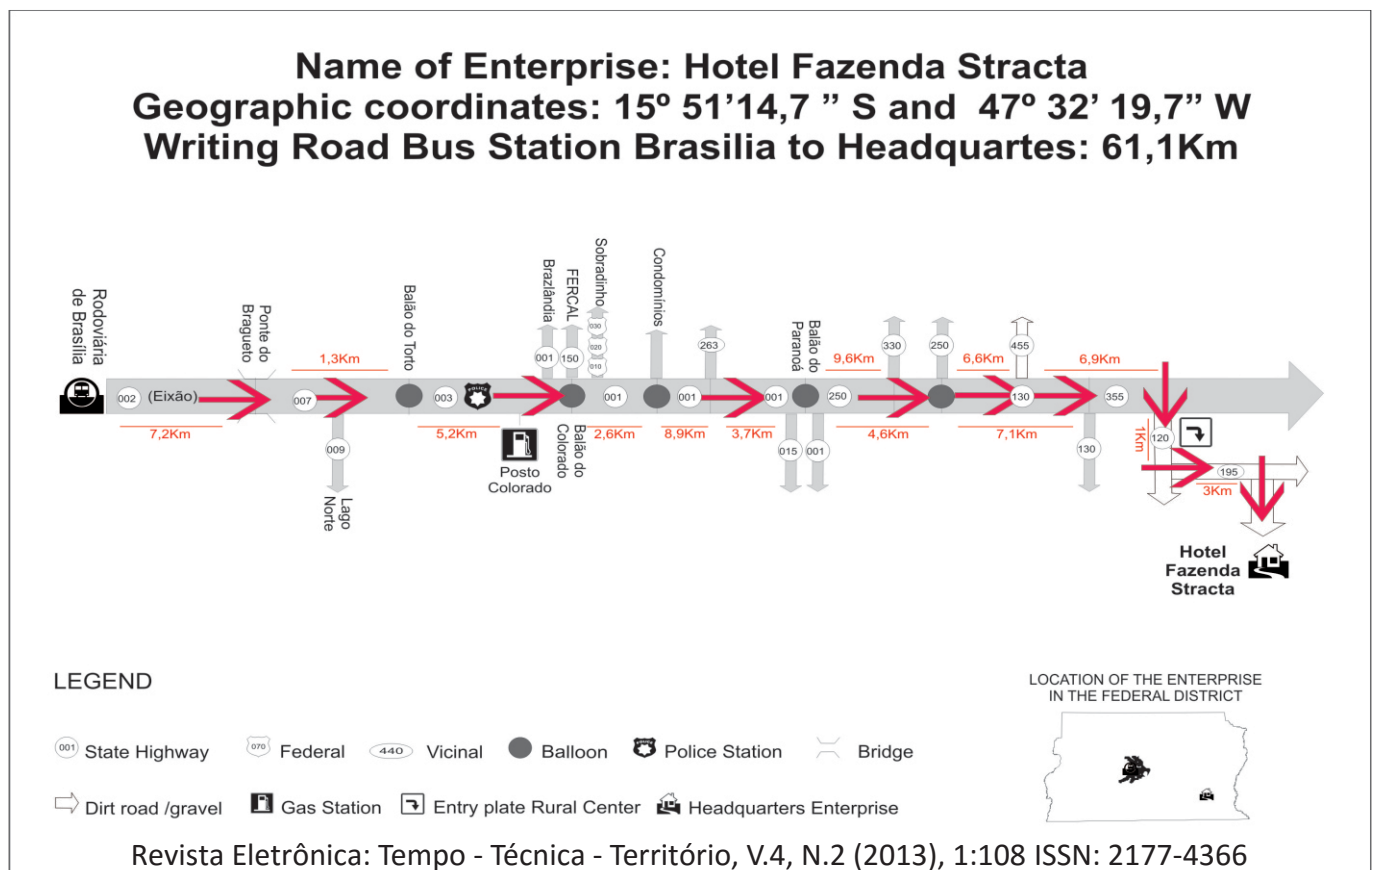 Name of Enterprise: Hotel Fazenda Stracta
Geographic coordinates: 15º 51’14,7 ” S and 47º 32’ 19,7” W
Writing Road Bus Station Brasilia to Headquartes: 61,1Km
Rodoviária
de Brasília
Ponte do
Bragueto
Balão do Torto
Brazlândia
FERCAL
Sobradinho
Condomínios
Balão do
Paranoá
030
020
010
001
150
263
330
250
455
1,3Km
9,6Km
6,6Km
6,9Km
002
(Eixão)
007
003
POLICE
001
001
001
250
130
355
7,2Km
5,2Km
2,6Km
8,9Km
3,7Km
4,6Km
7,1Km
1Km
120
009
Lago
Norte
Posto
Colorado
Balão do
Colorado
015
001
130
195
3Km
Hotel
Fazenda
Stracta
LEGEND
001 State Highway
070 Federal
440 Vicinal
Balloon
Police Station
Bridge
Dirt road /gravel
Gas Station
Entry plate Rural Center
Headquarters Enterprise
LOCATION OF THE ENTERPRISE
IN THE FEDERAL DISTRICT
Revista Eletrônica: Tempo - Técnica - Território, V.4, N.2 (2013), 1:108 ISSN: 2177-4366